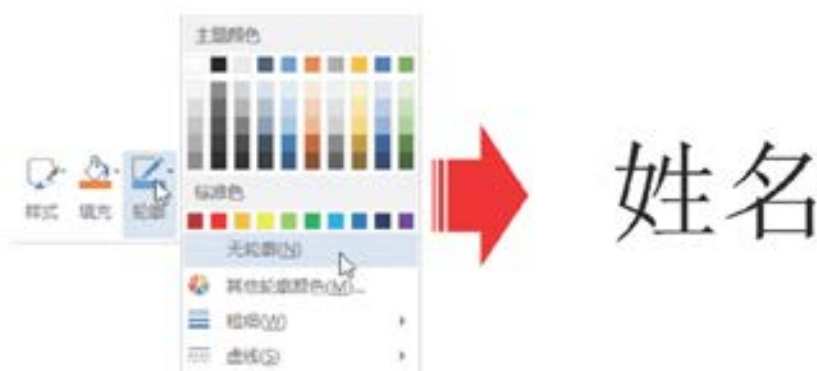 主题颜色
样式 填充 轮廓
标准色
无轮廓(N)
其他轮廓颜色(M)...
粗细(W)
虚线(S)
姓名